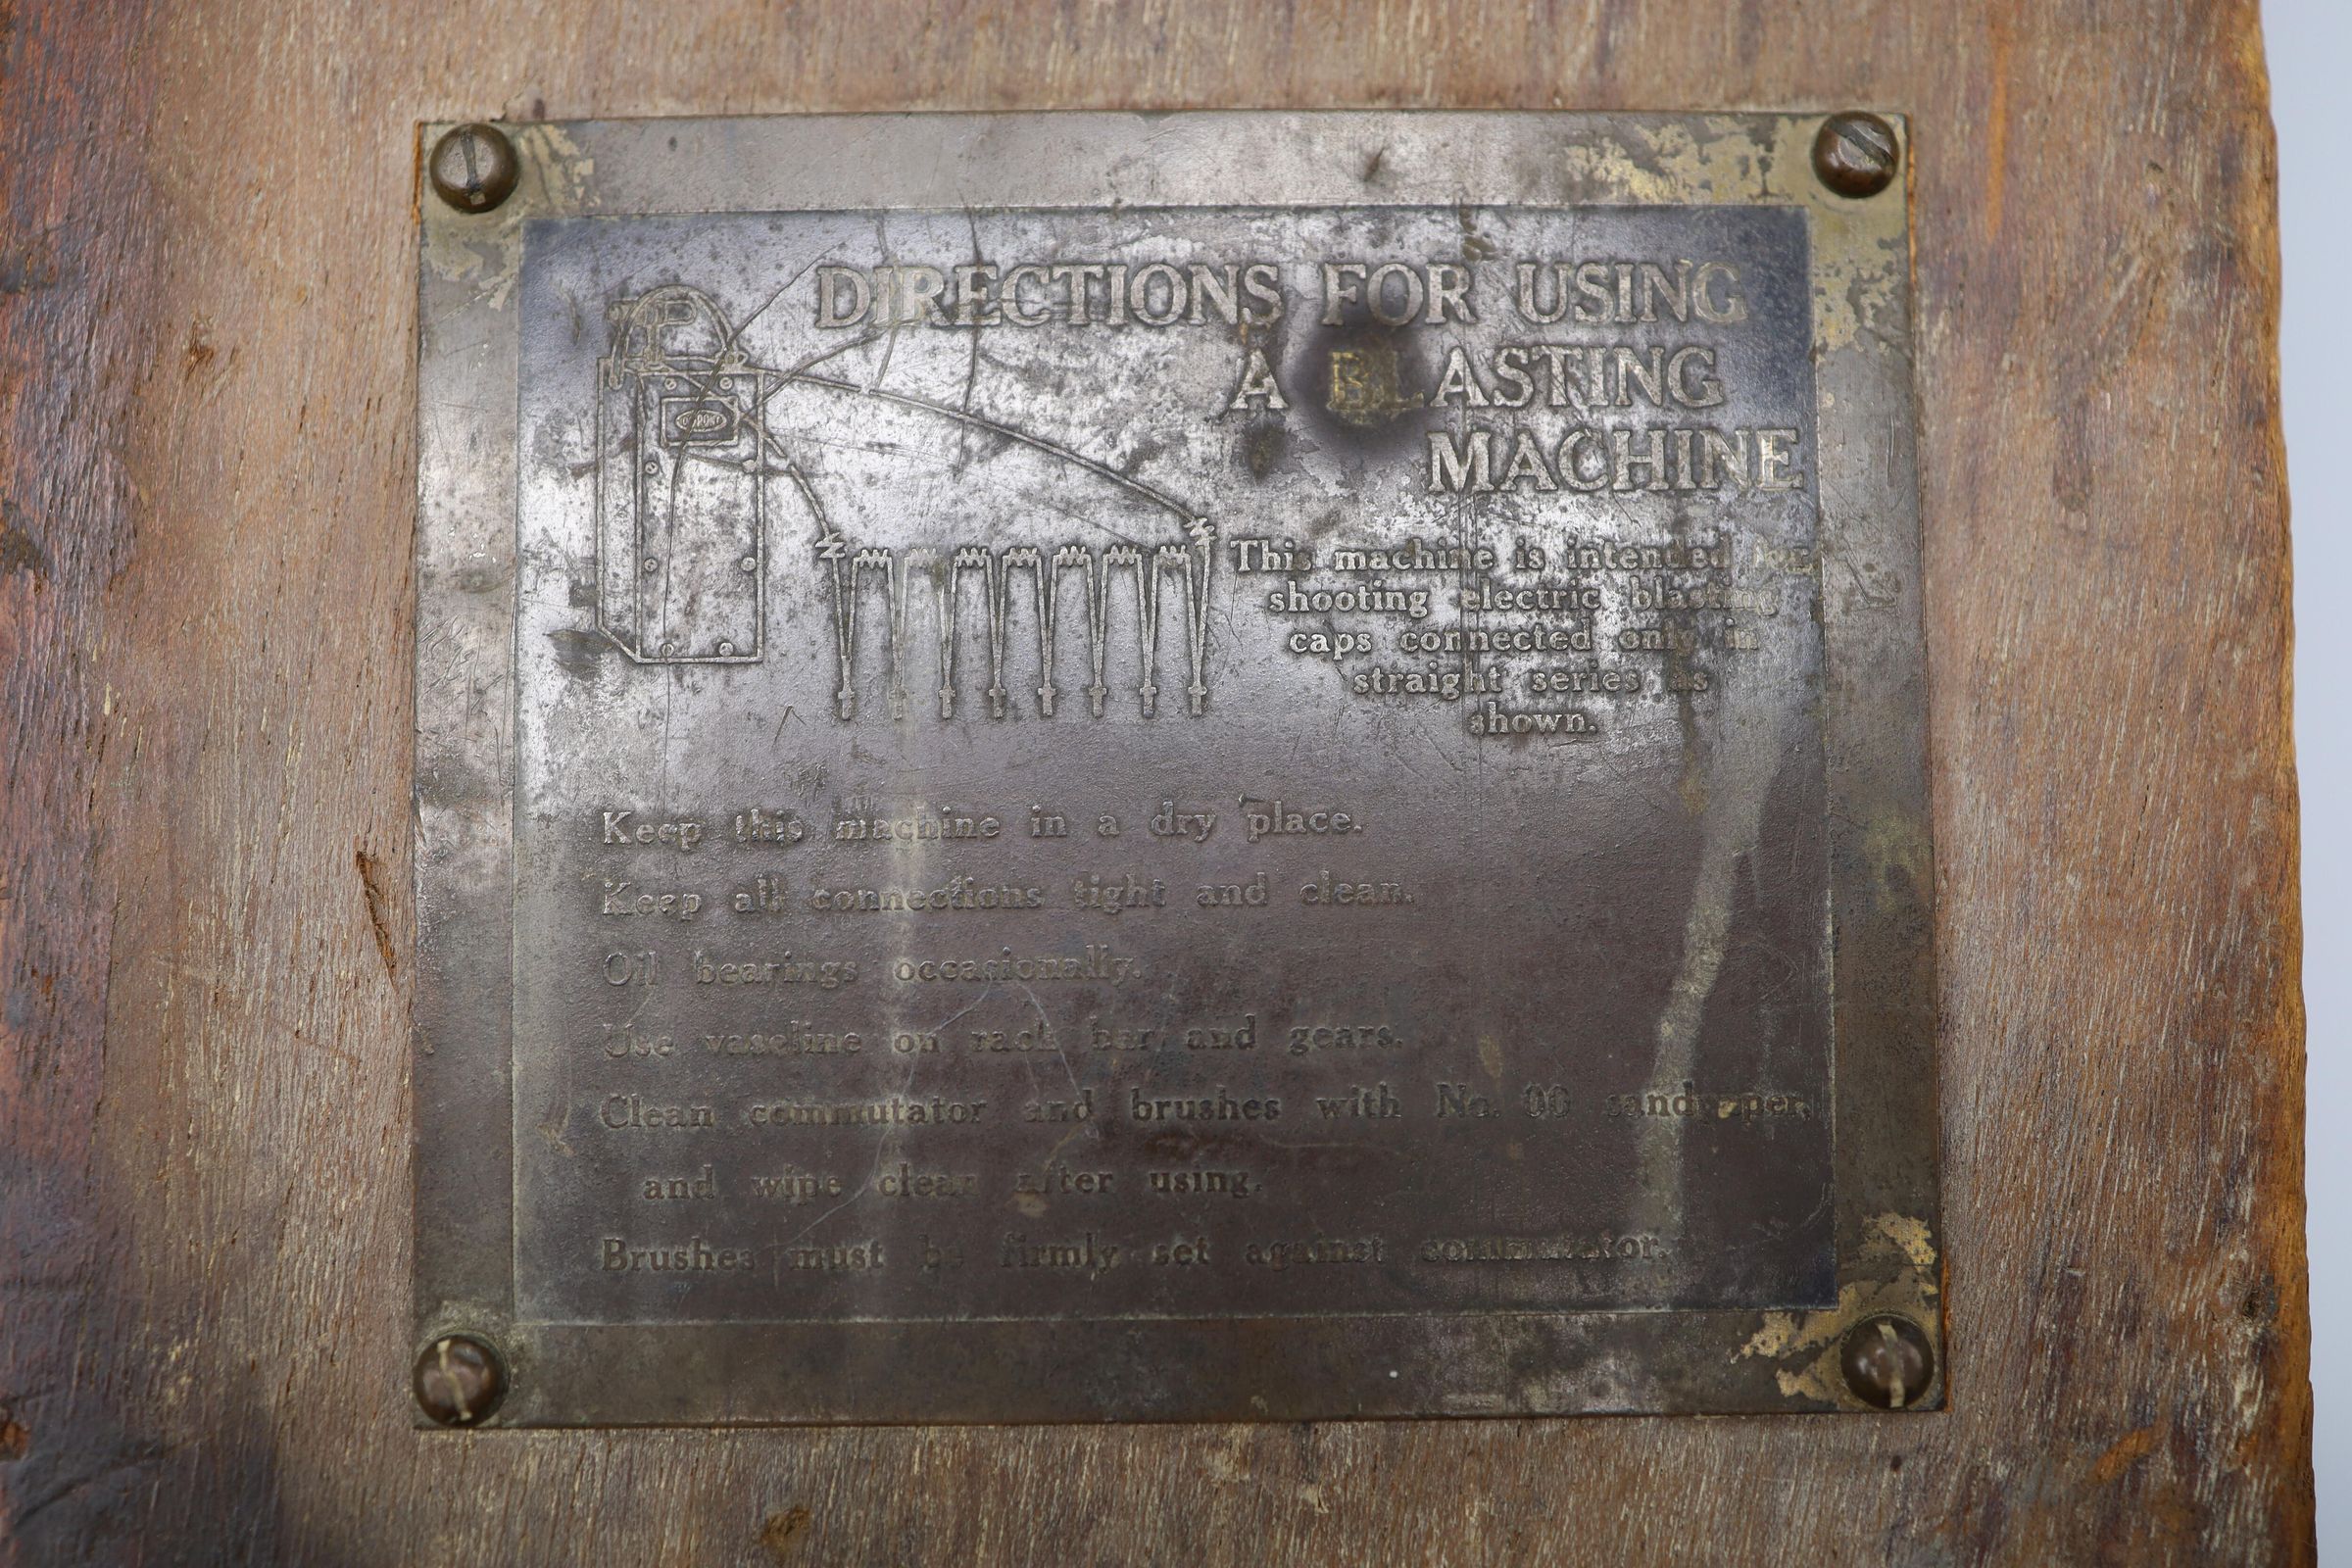 DIRECTIONS FOR USING
A BLASTING
MACHINE
DU PONT
This machine is intended for
shooting electric blasting
caps connected only in
straight series as
shown.
Keep this machine in a dry place.
Keep all connections tight and clean.
Oil bearings occasionally.
Use vaseline on rack bar and gears.
Clean commutator and brushes with No. 00 sandpaper,
and wipe clean after using.
Brushes must be firmly set against commutator.